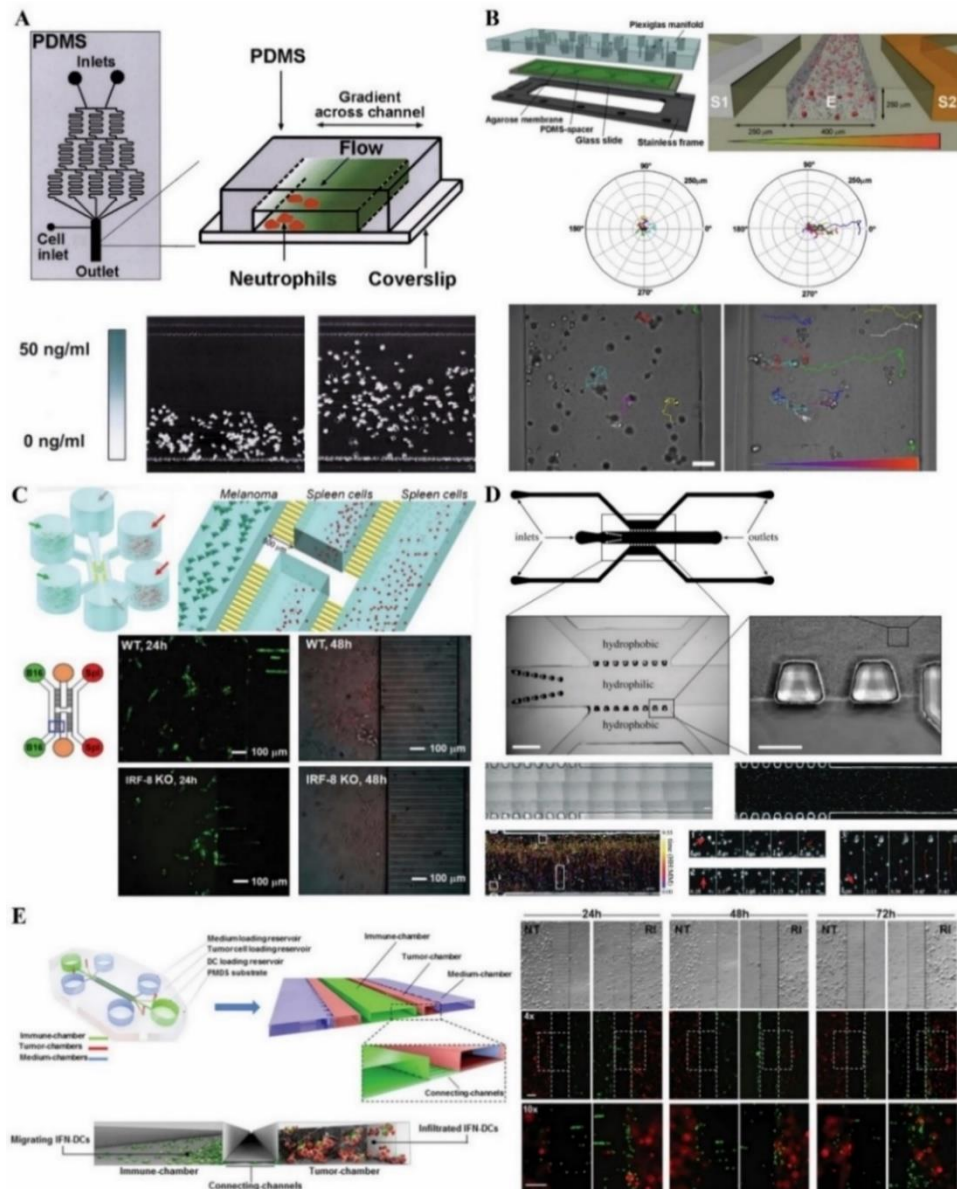 A
PDMS
Inlets
Cell
inlet
Outlet
PDMS
Gradient
across channel
Flow
Neutrophils
Coverslip
50 ng/ml
0 ng/ml
B
Plexiglas manifold
Agarose membrane
PDMS-spacer
Glass slide
Stainless frame
S1
E
S2
250 μm
400 μm
250 μm
90°
250μm
180°
0°
270°
90°
250μm
180°
0°
270°
C
Melanoma
Spleen cells
Spleen cells
B16
Spl
B16
Spl
WT, 24h
100 μm
WT, 48h
100 μm
IRF-8 KO, 24h
100 μm
IRF-8 KO, 48h
100 μm
D
inlets
outlets
hydrophobic
hydrophilic
hydrophobic
E
Medium loading reservoir
Tumor cell loading reservoir
DC loading reservoir
PMDS substrate
Immune-chamber
Tumor-chambers
Medium-chambers
Immune-chamber
Tumor-chamber
Medium-chamber
Connecting-channels
Migrating IFN-DCs
Infiltrated IFN-DCs
Immune-chamber
Tumor-chamber
Connecting-channels
24h
48h
72h
NT
RI
NT
RI
NT
RI
4x
10x